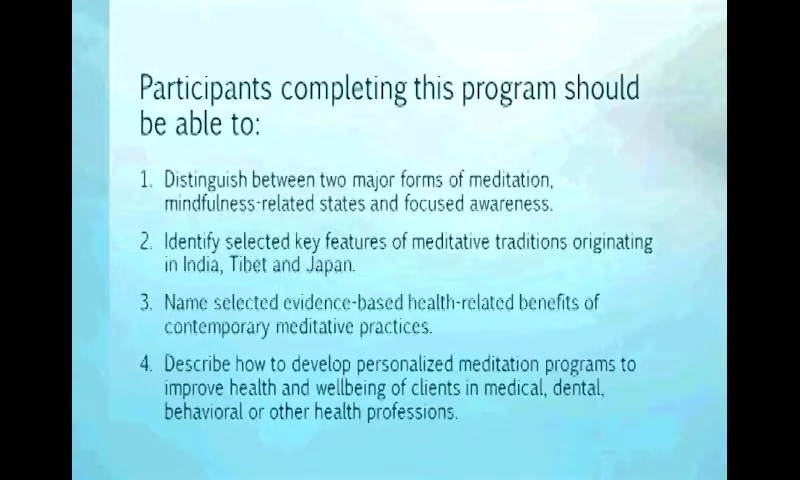 Participants completing this program should
be able to:
1. Distinguish between two major forms of meditation,
mindfulness-related states and focused awareness.
2. Identify selected key features of meditative traditions originating
in India, Tibet and Japan.
3. Name selected evidence-based health-related benefits of
contemporary meditative practices.
4. Describe how to develop personalized meditation programs to
improve health and wellbeing of clients in medical, dental,
behavioral or other health professions.